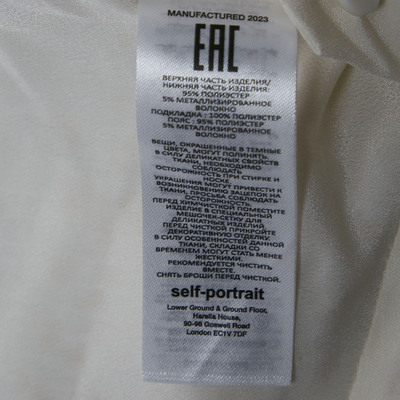 MANUFACTURED 2023
EAC
ВЕРХНЯЯ ЧАСТЬ ИЗДЕЛИЯ/
НИЖНЯЯ ЧАСТЬ ИЗДЕЛИЯ:
95% ПОЛИЭСТЕР
5% МЕТАЛЛИЗИРОВАННОЕ
ВОЛОКНО
ПОДКЛАДКА : 100% ПОЛИЭСТЕР
ПОЯС : 95% ПОЛИЭСТЕР
5% МЕТАЛЛИЗИРОВАННОЕ
ВОЛОКНО
ВЕЩИ, ОКРАШЕННЫЕ В ТЕМНЫЕ
ЦВЕТА, МОГУТ ПОЛИНЯТЬ.
В СИЛУ ДЕЛИКАТНЫХ СВОЙСТВ
ТКАНИ, НЕОБХОДИМО
СОБЛЮДАТЬ
ОСТОРОЖНОСТЬ ПРИ СТИРКЕ И
НОСКЕ.
УКРАШЕНИЯ МОГУТ ПРИВЕСТИ К
ВОЗНИКНОВЕНИЮ ЗАЦЕПОК НА
ТКАНИ, ПРОСЬБА СОБЛЮДАТЬ
ОСТОРОЖНОСТЬ.
ПЕРЕД ХИМЧИСТКОЙ ПОМЕСТИТЕ
ИЗДЕЛИЕ В СПЕЦИАЛЬНЫЙ
МЕШОЧЕК-СЕТКУ ДЛЯ
ДЕЛИКАТНЫХ ИЗДЕЛИЙ.
ПЕРЕД ЧИСТКОЙ ПРИКРОЙТЕ
ДЕКОРАТИВНУЮ ОТДЕЛКУ.
В СИЛУ ОСОБЕННОСТЕЙ ДАННОЙ
ТКАНИ, СКЛАДКИ СО
ВРЕМЕНЕМ МОГУТ СТАТЬ МЕНЕЕ
ЖЕСТКИМИ.
РЕКОМЕНДУЕТСЯ ЧИСТИТЬ
ВМЕСТЕ.
СНЯТЬ БРОШИ ПЕРЕД ЧИСТКОЙ.
self-portrait
Lower Ground & Ground Floor,
Harella House,
90-98 Goswell Road
London EC1V 7DF